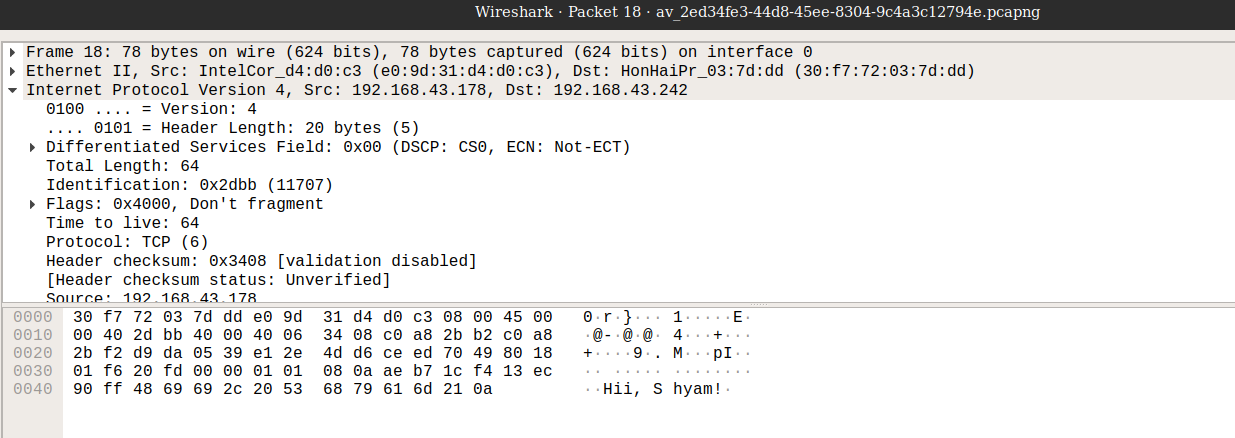 Wireshark · Packet 18 · av_2ed34fe3-44d8-45ee-8304-9c4a3c12794e.pcapng
Frame 18: 78 bytes on wire (624 bits), 78 bytes captured (624 bits) on interface 0
Ethernet II, Src: IntelCor_d4:d0:c3 (e0:9d:31:d4:d0:c3), Dst: HonHaiPr_03:7d:dd (30:f7:72:03:7d:dd)
Internet Protocol Version 4, Src: 192.168.43.178, Dst: 192.168.43.242
0100 .... = Version: 4
.... 0101 = Header Length: 20 bytes (5)
Differentiated Services Field: 0x00 (DSCP: CS0, ECN: Not-ECT)
Total Length: 64
Identification: 0x2dbb (11707)
Flags: 0x4000, Don't fragment
Time to live: 64
Protocol: TCP (6)
Header checksum: 0x3408 [validation disabled]
[Header checksum status: Unverified]
Source: 192.168.43.178
0000 30 f7 72 03 7d dd e0 9d 31 d4 d0 c3 08 00 45 00 0·r·}··· 1·····E·
0010 00 40 2d bb 40 00 40 06 34 08 c0 a8 2b b2 c0 a8 ·@-·@·@· 4···+···
0020 2b f2 d9 da 05 39 e1 2e 4d d6 ce ed 70 49 80 18 +····9·. M···pI··
0030 01 f6 20 fd 00 00 01 01 08 0a ae b7 1c f4 13 ec ·· ····· ········
0040 90 ff 48 69 69 2c 20 53 68 79 61 6d 21 0a ··Hii, S hyam!·